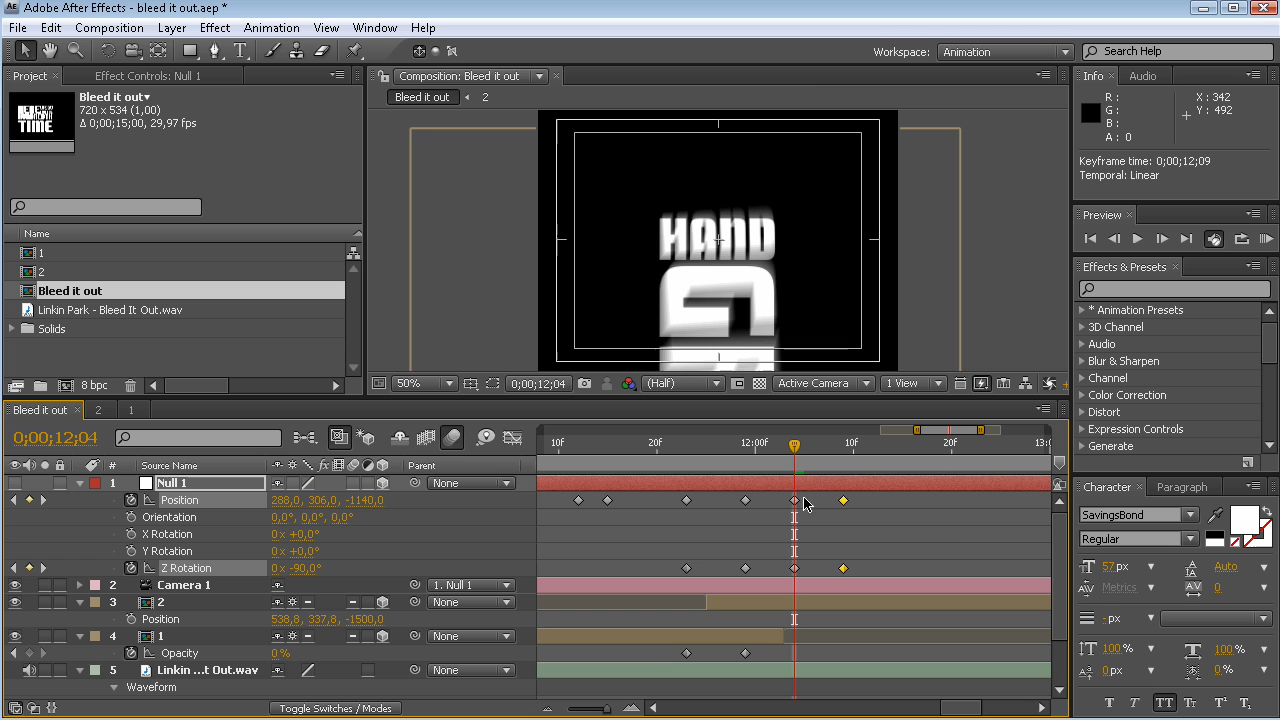 Adobe After Effects - bleed it out.aep *
File Edit Composition Layer Effect Animation View Window Help
Workspace: Animation Search Help
Project Effect Controls: Null 1
Bleed it out▾
720 x 534 (1,00)
Δ 0;00;15;00, 29,97 fps
Name
1
2
Bleed it out
Linkin Park - Bleed It Out.wav
Solids
8 bpc
Composition: Bleed it out
Bleed it out 2
HAND
50% 0;00;12;04 (Half) Active Camera 1 View
Info Audio
R :
G :
B :
A : 0
X : 342
Y : 492
Keyframe time: 0;00;12;09
Temporal: Linear
Preview
Effects & Presets
* Animation Presets
3D Channel
Audio
Blur & Sharpen
Channel
Color Correction
Distort
Expression Controls
Generate
Character Paragraph
SavingsBond
Regular
57 px Auto
Metrics 0
- px
100 % 100 %
0 px 0 %
T T TT Tt T¹ T₁
Bleed it out 2 1
0;00;12;04
10f 20f 12:00f 10f 20f 13:0
# Source Name Parent
1 Null 1 None
Position 288,0, 306,0, -1140,0
Orientation 0,0°, 0,0°, 0,0°
X Rotation 0 x +0,0°
Y Rotation 0 x +0,0°
Z Rotation 0 x -90,0°
2 Camera 1 1. Null 1
3 2 None
Position 538,8, 337,8, -1500,0
4 1 None
Opacity 0 %
5 Linkin ...t Out.wav None
Waveform
Toggle Switches / Modes